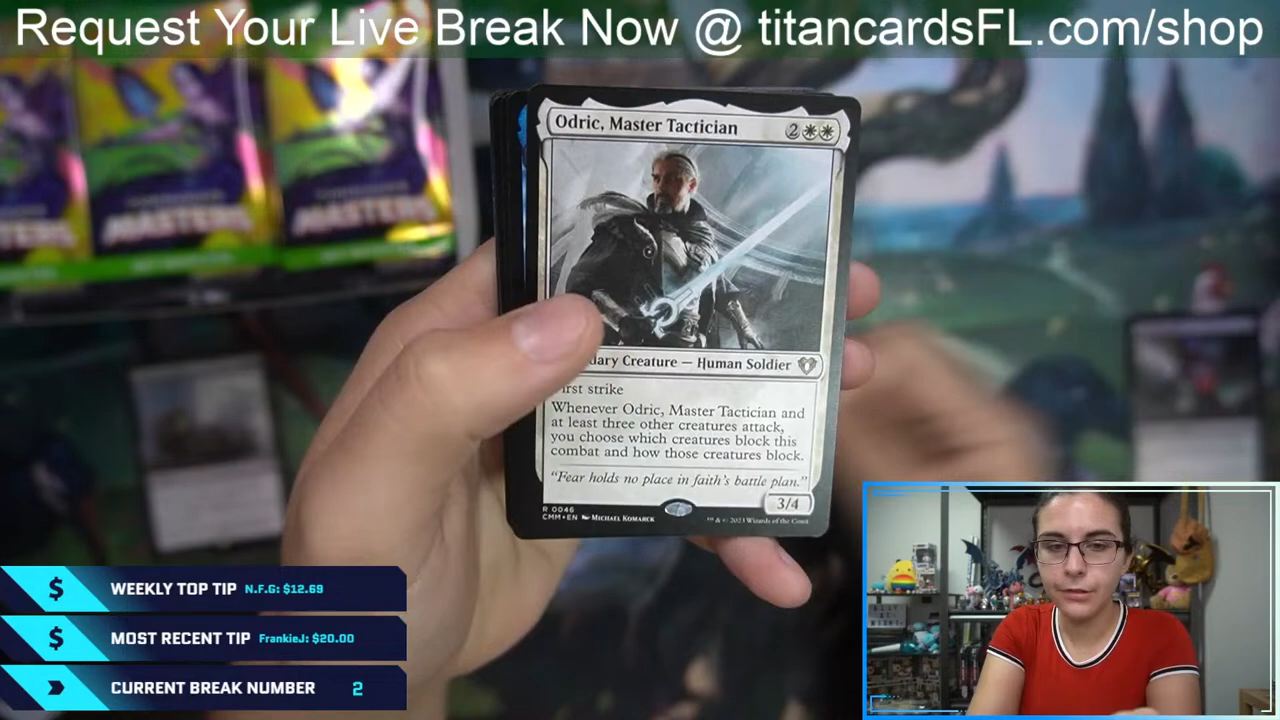 Request Your Live Break Now @ titancardsFL.com/shop
MASTERS
MASTERS
Odric, Master Tactician
2
dary Creature — Human Soldier
irst strike
Whenever Odric, Master Tactician and
at least three other creatures attack,
you choose which creatures block this
combat and how those creatures block.
"Fear holds no place in faith's battle plan."
3/4
R 0046
CMM • EN MICHAEL KOMARCK
™ & © 2023 Wizards of the Coast
WEEKLY TOP TIP N.F.G: $12.69
MOST RECENT TIP FrankieJ: $20.00
CURRENT BREAK NUMBER 2